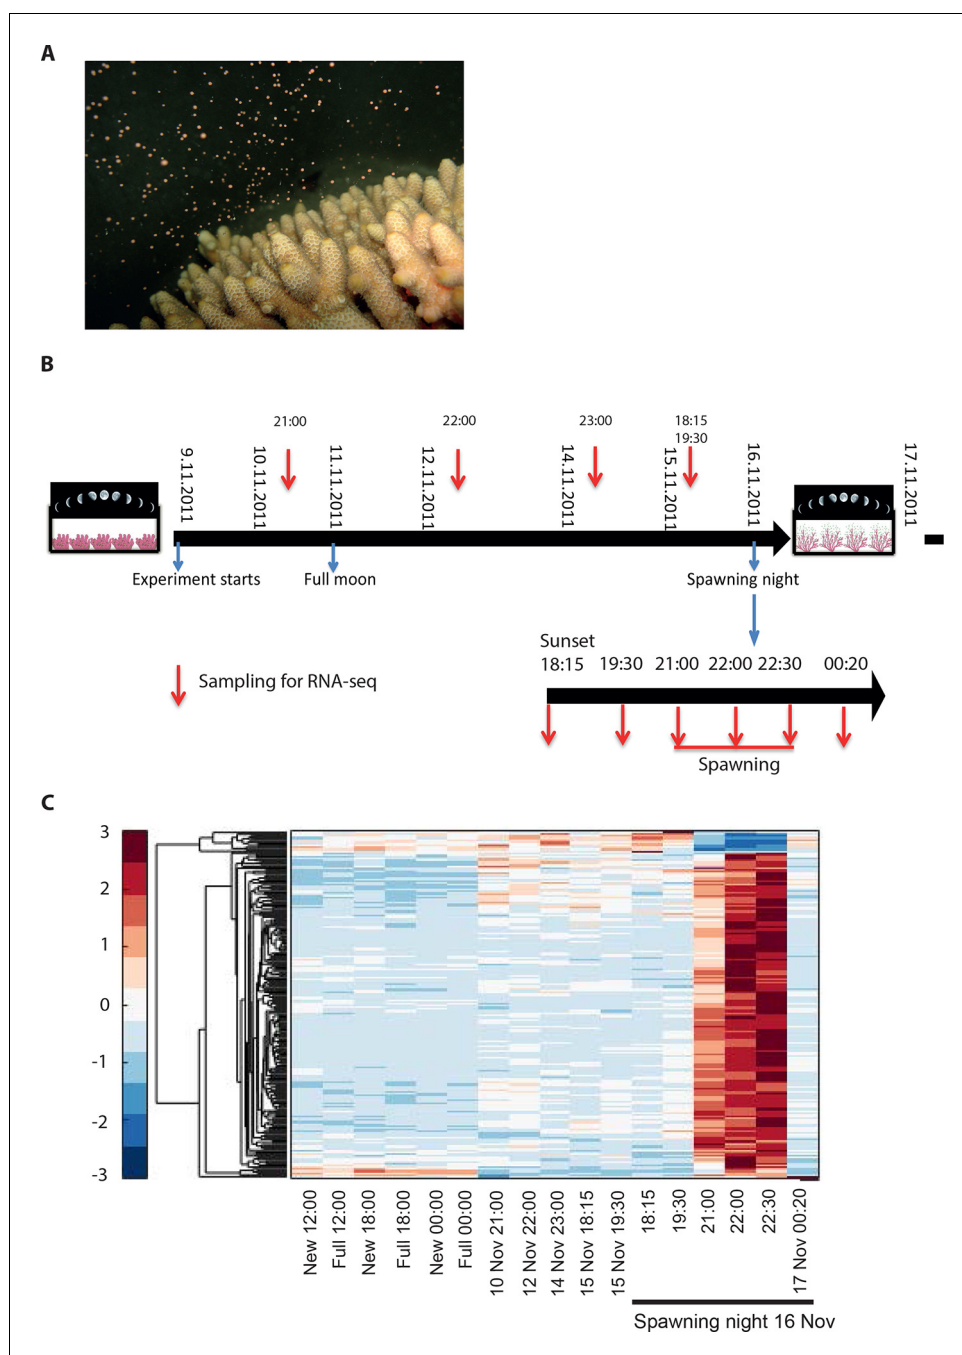 A
B
21:00
22:00
23:00
18:15
19:30
9.11.2011
10.11.2011
11.11.2011
12.11.2011
14.11.2011
15.11.2011
16.11.2011
17.11.2011
Experiment starts
Full moon
Spawning night
Sunset
18:15 19:30 21:00 22:00 22:30 00:20
Sampling for RNA-seq
Spawning
C
3
2
1
0
-1
-2
-3
New 12:00
Full 12:00
New 18:00
Full 18:00
New 00:00
Full 00:00
10 Nov 21:00
12 Nov 22:00
14 Nov 23:00
15 Nov 18:15
15 Nov 19:30
18:15
19:30
21:00
22:00
22:30
17 Nov 00:20
Spawning night 16 Nov